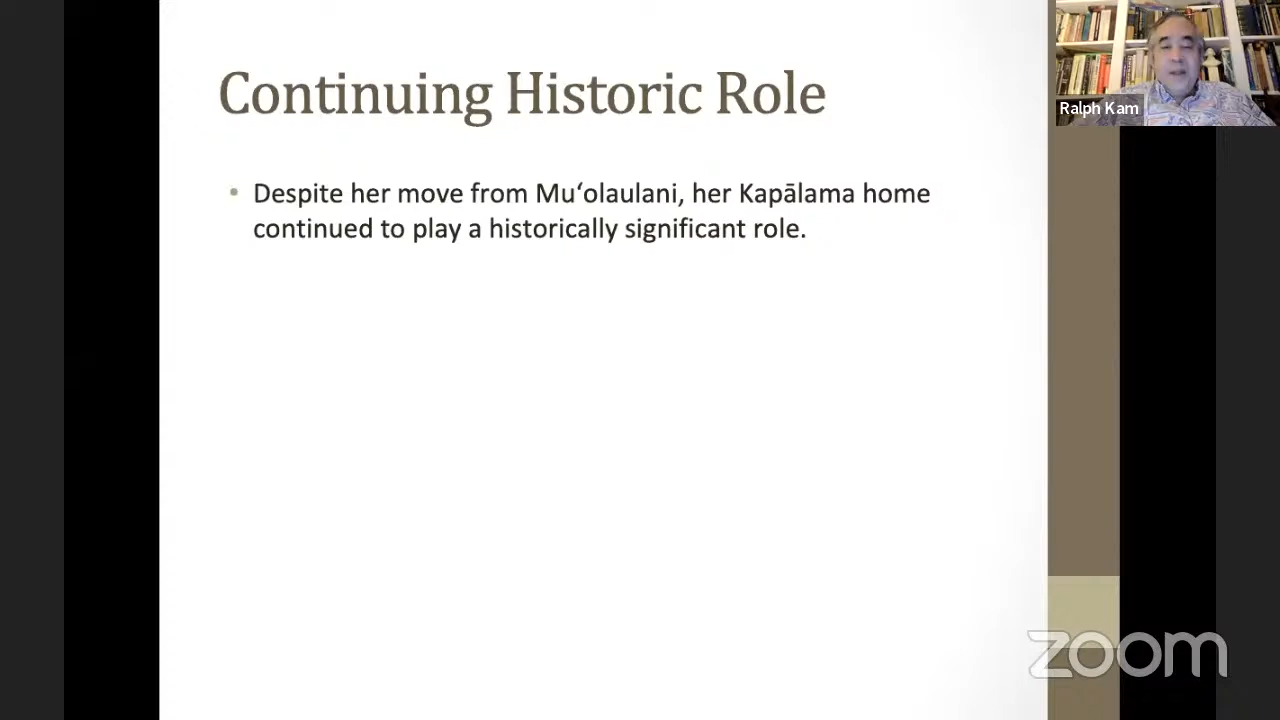 Continuing Historic Role
• Despite her move from Muʻolaulani, her Kapālama home
continued to play a historically significant role.
Ralph Kam
zoom